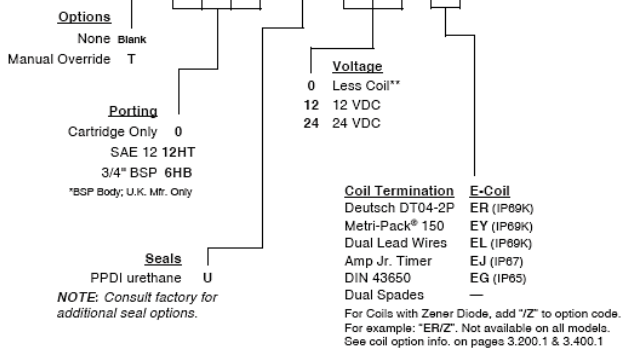 Options
None Blank
Manual Override T
Porting
Cartridge Only 0
SAE 12 12HT
3/4" BSP 6HB
*BSP Body; U.K. Mfr. Only
Seals
PPDI urethane U
NOTE: Consult factory for
additional seal options.
Voltage
0 Less Coil**
12 12 VDC
24 24 VDC
Coil Termination E-Coil
Deutsch DT04-2P ER (IP69K)
Metri-Pack® 150 EY (IP69K)
Dual Lead Wires EL (IP69K)
Amp Jr. Timer EJ (IP67)
DIN 43650 EG (IP65)
Dual Spades —
For Coils with Zener Diode, add "/Z" to option code.
For example: "ER/Z". Not available on all models.
See coil option info. on pages 3.200.1 & 3.400.1